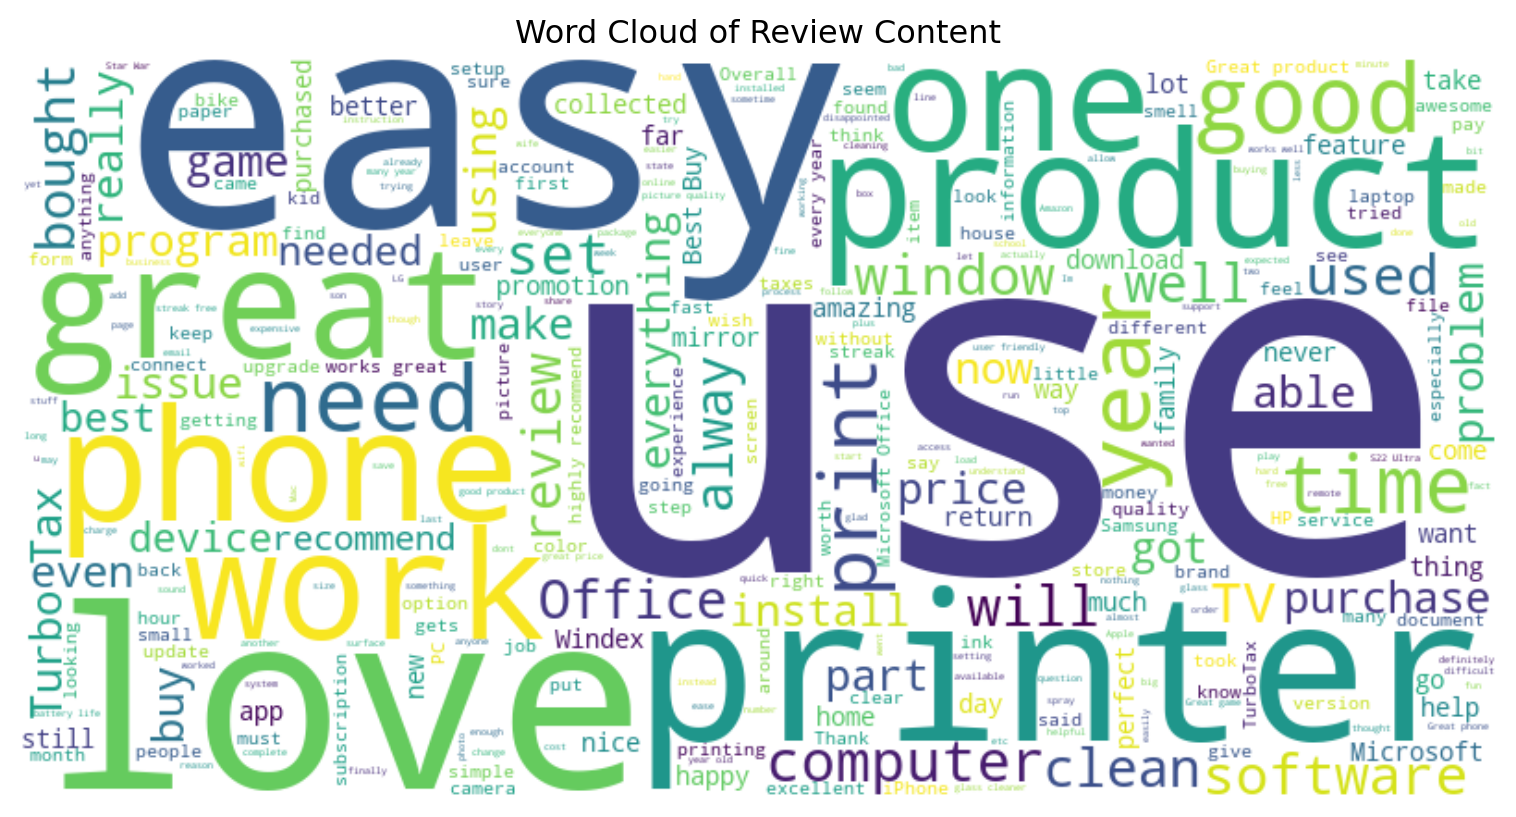 Word Cloud of Review Content
easy
use
one
product
good
great
love
printer
phone
work
need
print
year
time
computer
software
clean
Office
install
will
purchase
TV
window
well
used
set
make
review
everything
alway
now
able
price
return
problem
issue
best
device
recommend
even
TurboTax
bought
really
game
program
needed
using
purchased
better
collected
far
setup
sure
Overall
seem
found
think
lot
smell
feature
take
awesome
pay
Great product
Star War
bike
paper
came
kid
account
first
find
leave
user
promotion
Best Buy
fast
taxes
mirror
wish
amazing
without
streak
download
information
item
look
house
laptop
tried
made
every year
see
feel
file
different
never
family
especially
come
want
thing
little
way
say
money
quality
Samsung
got
HP
service
store
brand
much
many
document
part
clear
home
Thank
happy
printing
excellent
iPhone
day
said
know
took
perfect
give
version
go
help
Microsoft
Microsoft Office
worth
right
color
step
going
experience
screen
highly recommend
picture
works great
upgrade
connect
keep
getting
form
anything
back
hour
small
update
looking
buy
app
must
still
month
people
subscription
new
PC
gets
option
job
put
nice
simple
camera
Windex
around
ink
S22 Ultra
user friendly
good product
great price
picture quality
streak free
battery life
many year
works well
year old
glass cleaner
Great game
Great phone
definitely
difficult
fun
thought
Apple
Amazon
LG
disappointed
cleaning
instruction
already
trying
business
expensive
email
page
add
story
share
son
though
everyone
package
week
every
online
state
easier
wife
try
hand
installed
sometime
minute
bad
line
box
working
fine
process
follow
plus
school
actually
let
allow
buying
less
bit
old
done
expected
two
support
run
top
wanted
access
load
understand
start
play
hard
free
remote
fact
nothing
almost
order
glass
quick
glad
dont
last
charge
save
wifi
Mac
stuff
long
may
yet
size
something
sound
another
surface
anyone
worked
system
complete
reason
finally
photo
enough
change
cost
ease
number
instead
went
setting
available
question
spray
helpful
etc
big
easily